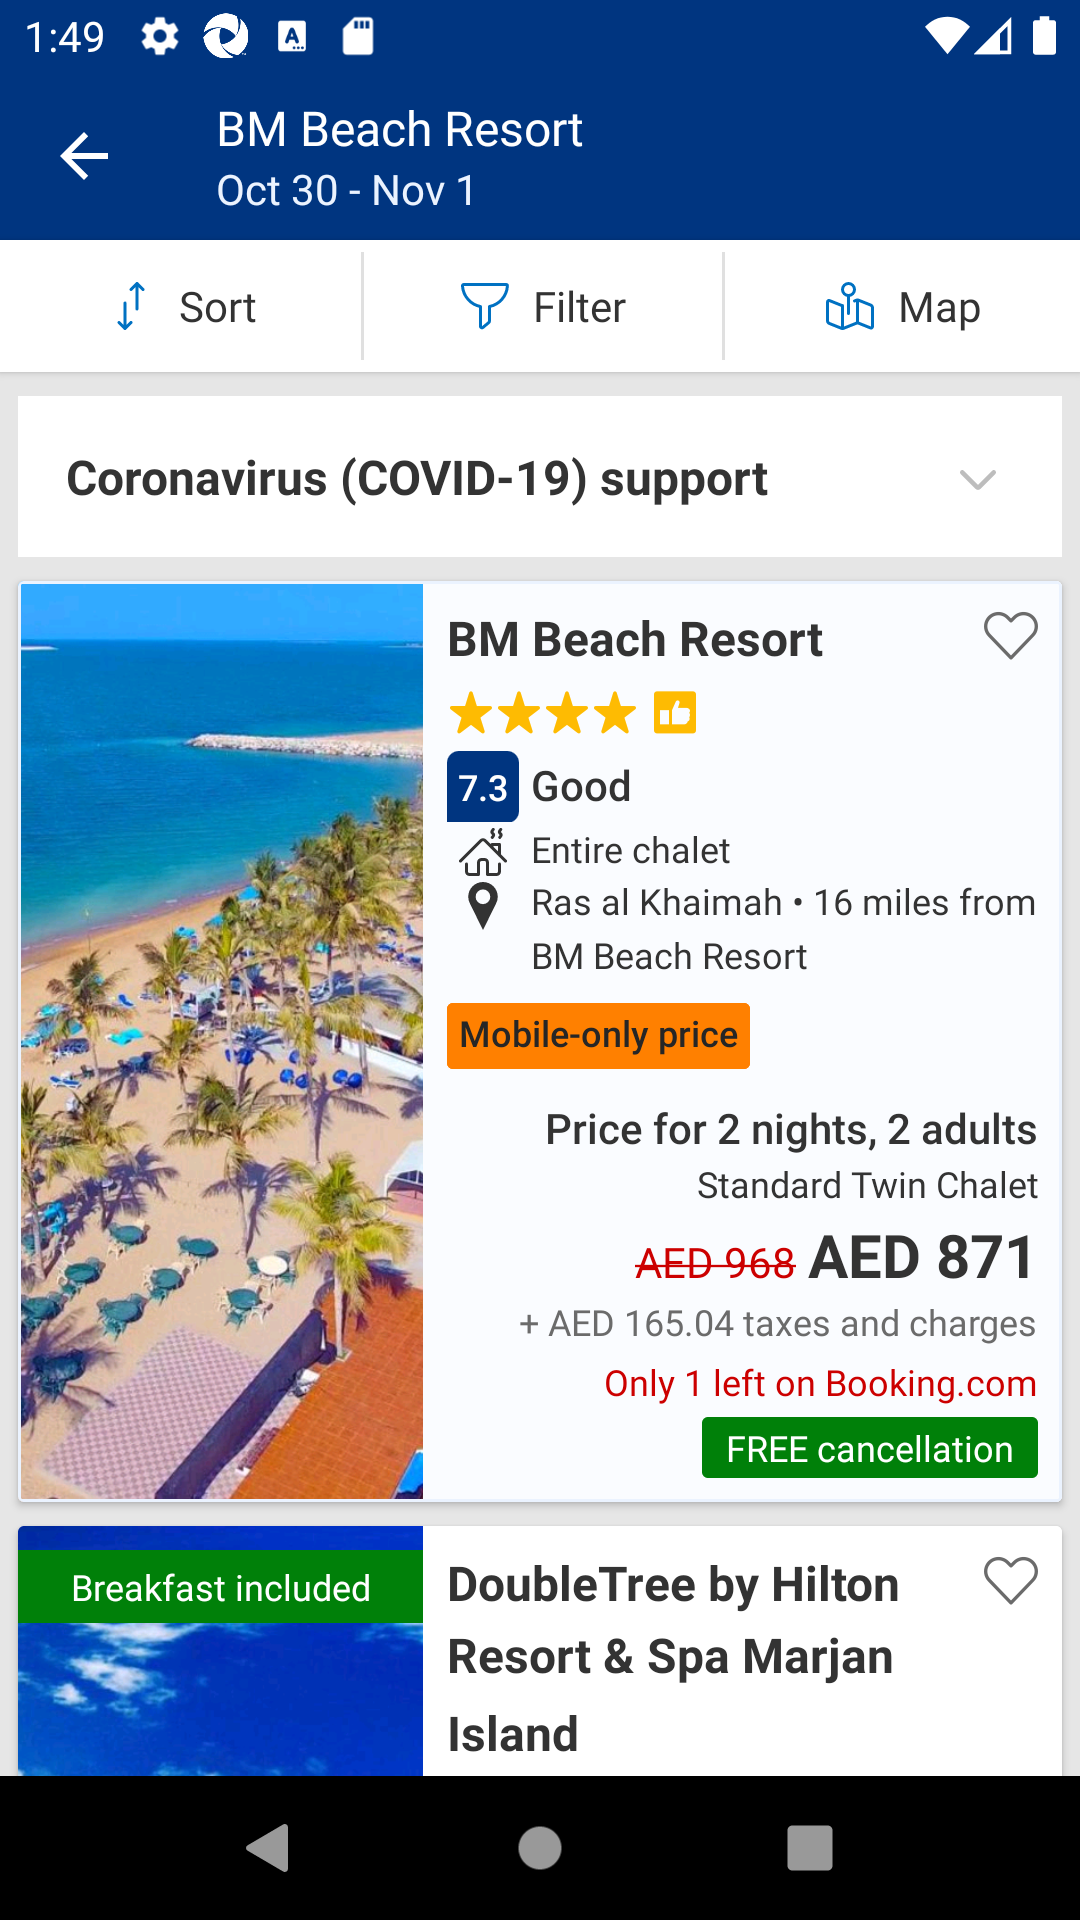 1:49
BM Beach Resort
Oct 30 - Nov 1
Sort
Filter
Map
Coronavirus (COVID-19) support
BM Beach Resort
7.3 Good
Entire chalet
Ras al Khaimah • 16 miles from
BM Beach Resort
Mobile-only price
Price for 2 nights, 2 adults
Standard Twin Chalet
AED 968 AED 871
+ AED 165.04 taxes and charges
Only 1 left on Booking.com
FREE cancellation
Breakfast included
DoubleTree by Hilton
Resort & Spa Marjan
Island